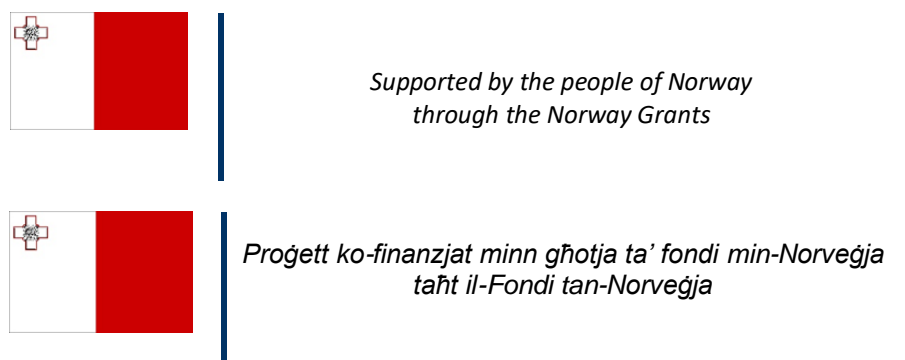 Supported by the people of Norway
through the Norway Grants
Proġett ko-finanzjat minn għotja ta’ fondi min-Norveġja
taħt il-Fondi tan-Norveġja